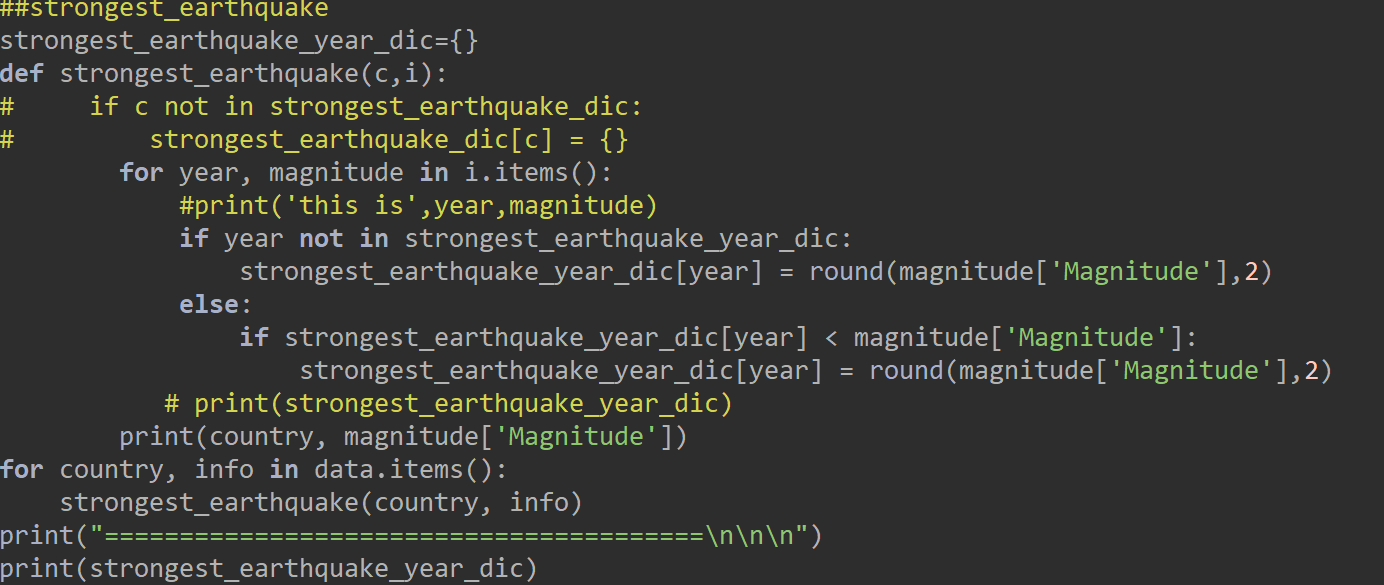 ##strongest_earthquake
strongest_earthquake_year_dic={}
def strongest_earthquake(c,i):
#     if c not in strongest_earthquake_dic:
#         strongest_earthquake_dic[c] = {}
        for year, magnitude in i.items():
            #print('this is',year,magnitude)
            if year not in strongest_earthquake_year_dic:
                strongest_earthquake_year_dic[year] = round(magnitude['Magnitude'],2)
            else:
                if strongest_earthquake_year_dic[year] < magnitude['Magnitude']:
                    strongest_earthquake_year_dic[year] = round(magnitude['Magnitude'],2)
           # print(strongest_earthquake_year_dic)
        print(country, magnitude['Magnitude'])
for country, info in data.items():
    strongest_earthquake(country, info)
print("========================================\n\n\n")
print(strongest_earthquake_year_dic)